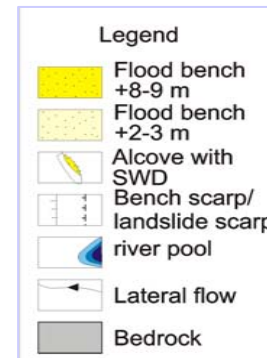 Legend
Flood bench
+8-9 m
Flood bench
+2-3 m
Alcove with
SWD
Bench scarp/
landslide scarp
river pool
Lateral flow
Bedrock